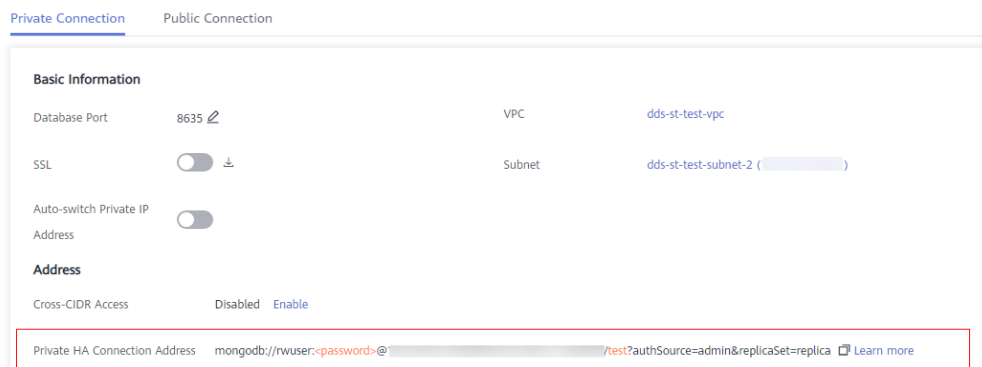 Private Connection Public Connection
Basic Information
Database Port 8635 VPC dds-st-test-vpc
SSL Subnet dds-st-test-subnet-2 ( )
Auto-switch Private IP
Address
Address
Cross-CIDR Access Disabled Enable
Private HA Connection Address mongodb://rwuser:<password>@ /test?authSource=admin&replicaSet=replica Learn more